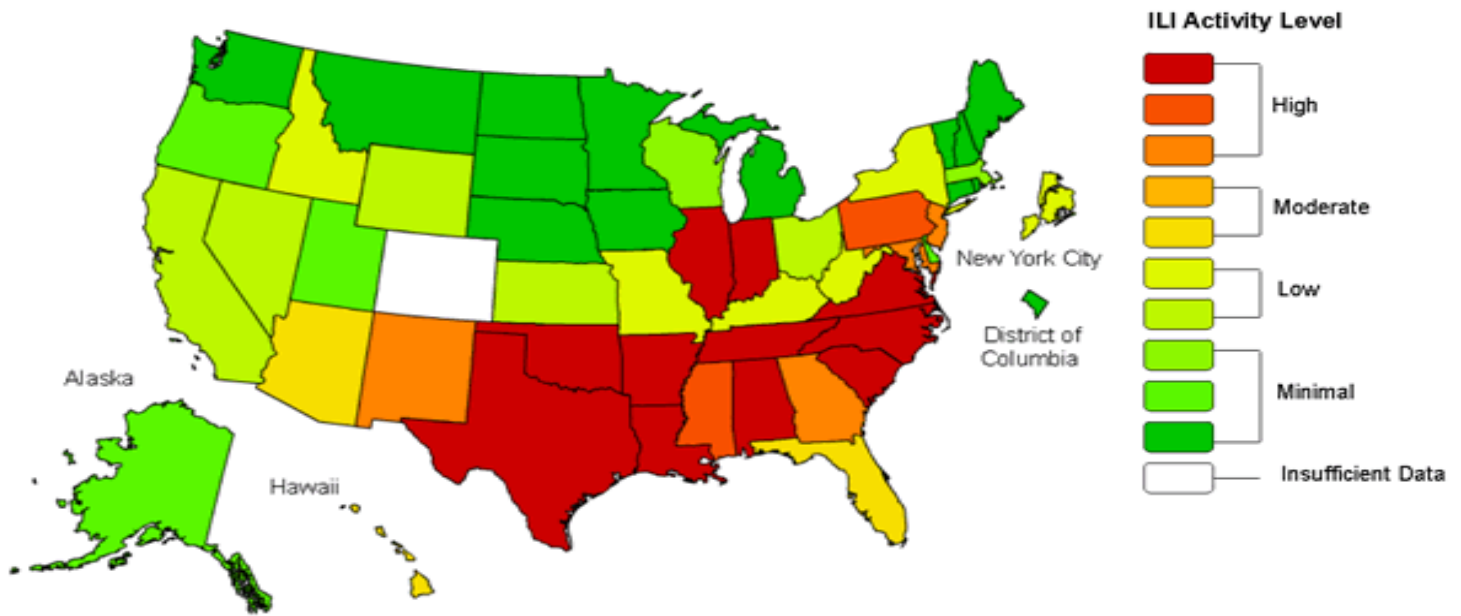 ILI Activity Level
High
Moderate
Low
Minimal
Insufficient Data
New York City
District of
Columbia
Alaska
Hawaii